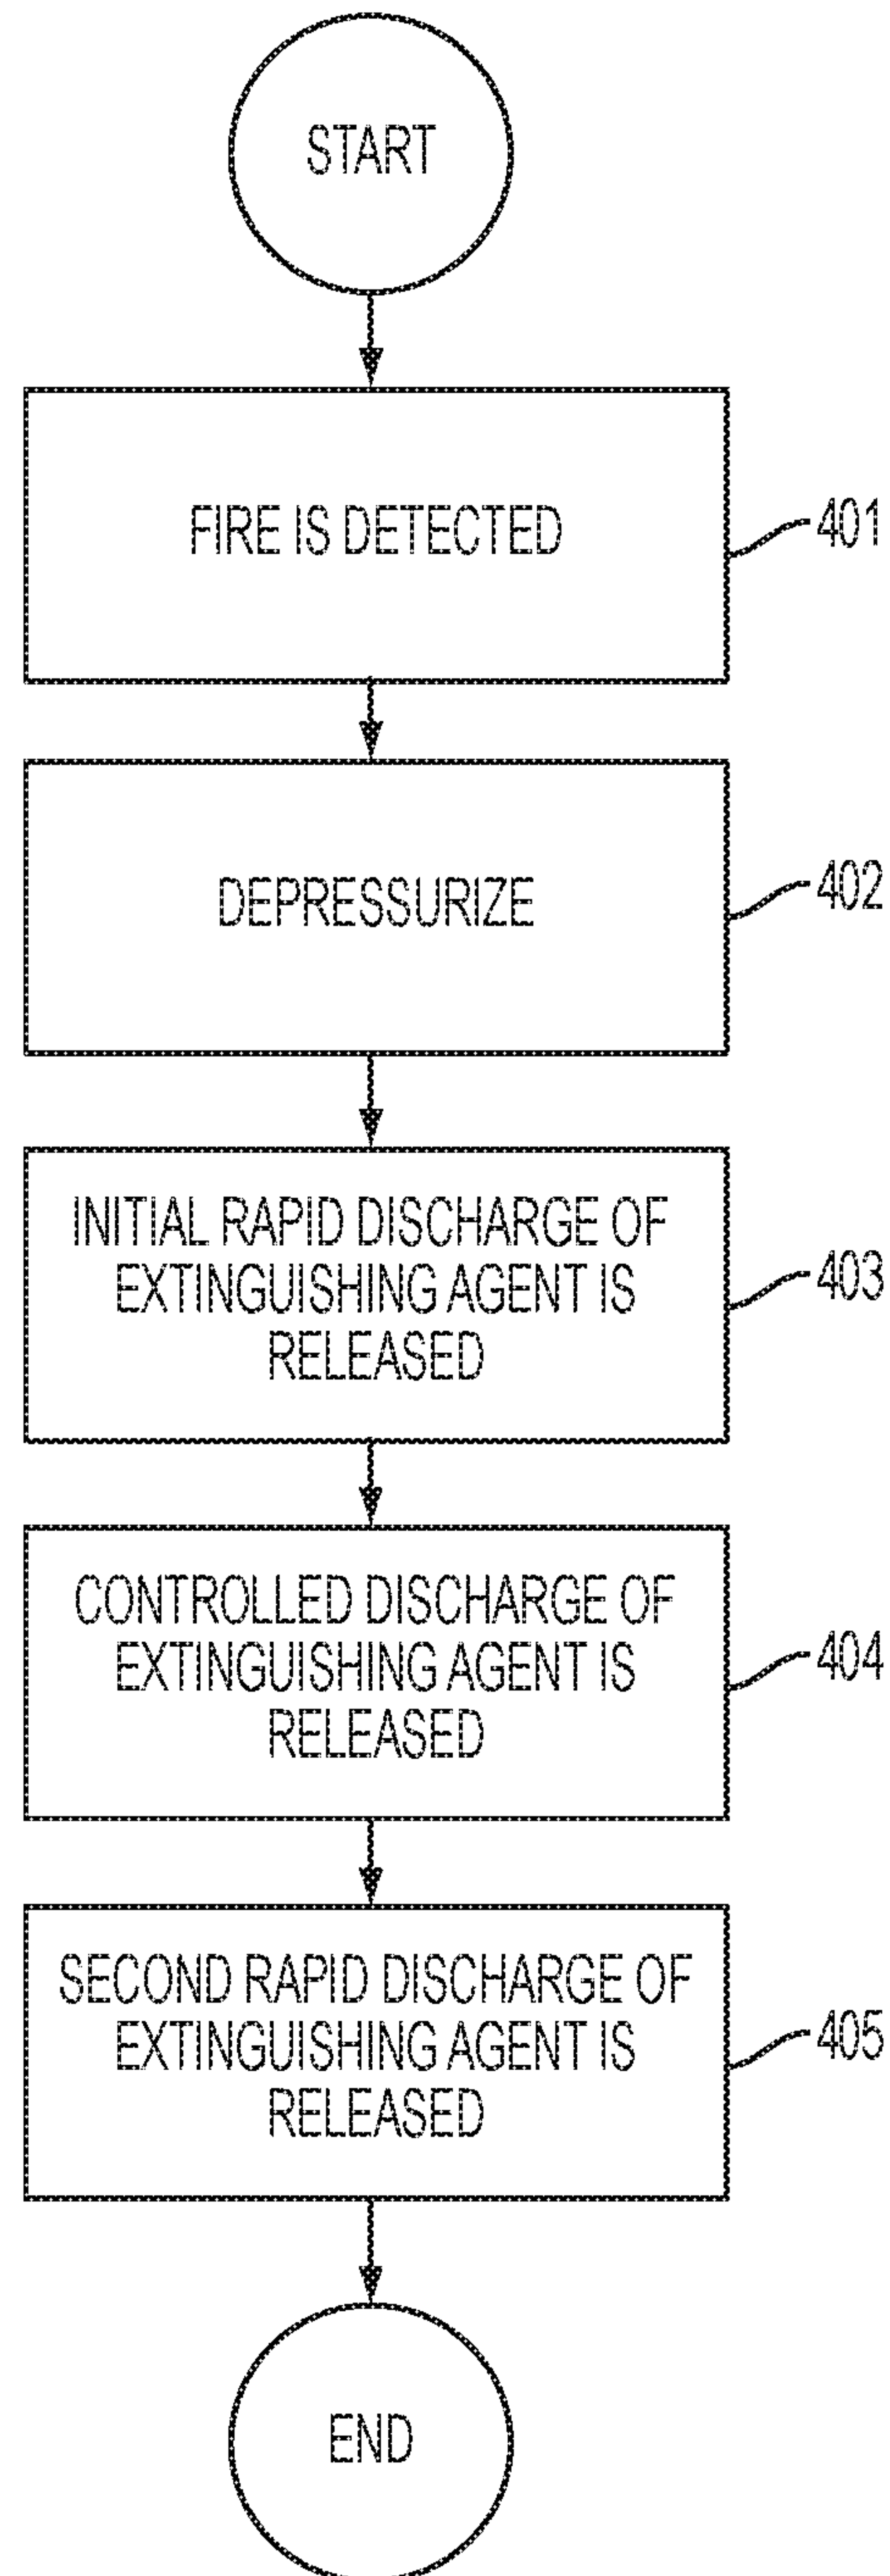 START
FIRE IS DETECTED
401
DEPRESSURIZE
402
INITIAL RAPID DISCHARGE OF
EXTINGUISHING AGENT IS
RELEASED
403
CONTROLLED DISCHARGE OF
EXTINGUISHING AGENT IS
RELEASED
404
SECOND RAPID DISCHARGE OF
EXTINGUISHING AGENT IS
RELEASED
405
END